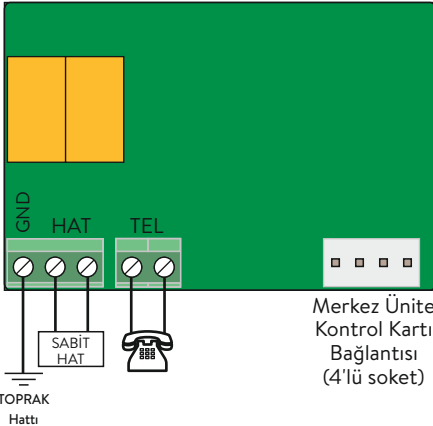 GND
HAT
TEL
SABİT
HAT
TOPRAK
Hattı
Merkez Ünite
Kontrol Kartı
Bağlantısı
(4'lü soket)